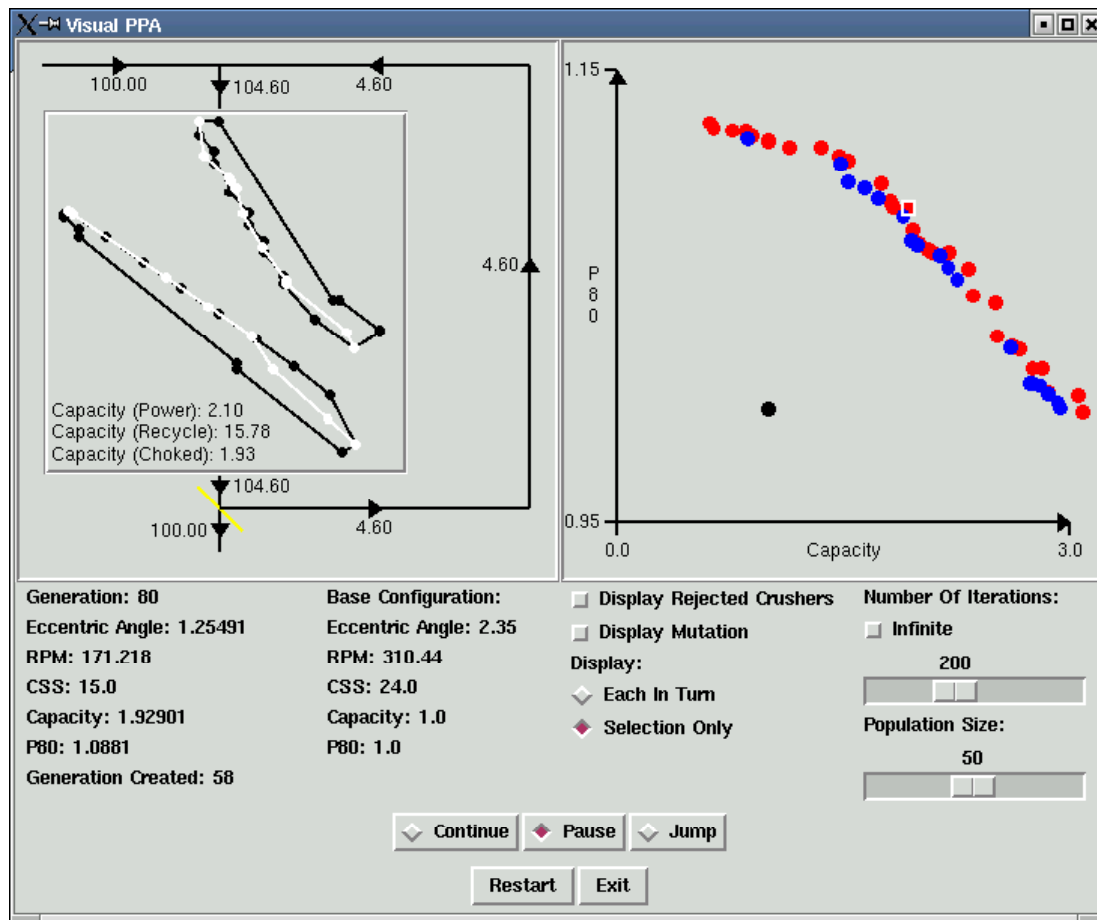 Visual PPA
100.00
104.60
4.60
4.60
Capacity (Power): 2.10
Capacity (Recycle): 15.78
Capacity (Choked): 1.93
104.60
100.00
4.60
1.15
P
8
0
0.95
0.0
Capacity
3.0
Generation: 80
Eccentric Angle: 1.25491
RPM: 171.218
CSS: 15.0
Capacity: 1.92901
P80: 1.0881
Generation Created: 58
Base Configuration:
Eccentric Angle: 2.35
RPM: 310.44
CSS: 24.0
Capacity: 1.0
P80: 1.0
Display Rejected Crushers
Display Mutation
Display:
Each In Turn
Selection Only
Number Of Iterations:
Infinite
200
Population Size:
50
Continue
Pause
Jump
Restart
Exit